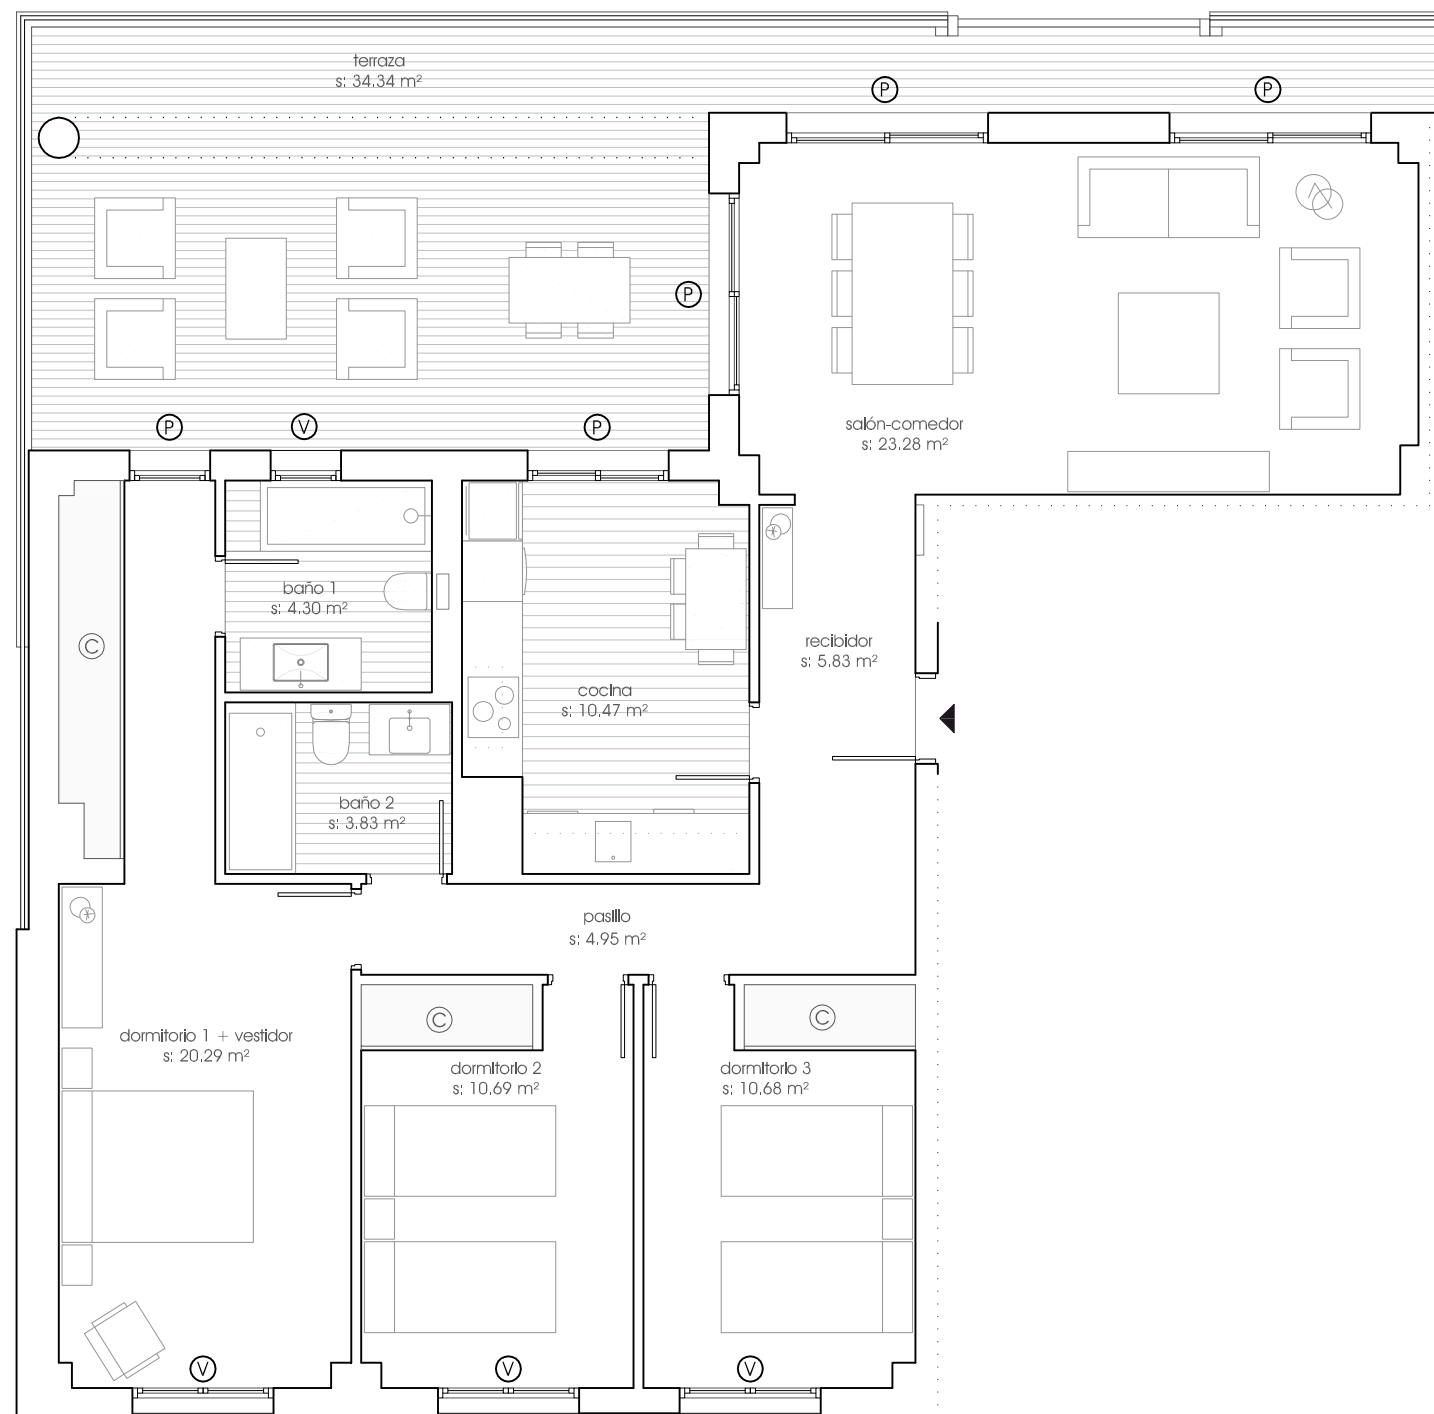 terraza
s: 34.34 m²
P
P
P
P
V
P
salón-comedor
s: 23.28 m²
baño 1
s: 4.30 m²
C
recibidor
s: 5.83 m²
cocina
s: 10.47 m²
baño 2
s: 3.83 m²
pasillo
s: 4.95 m²
C
C
dormitorio 1 + vestidor
s: 20.29 m²
dormitorio 2
s: 10.69 m²
dormitorio 3
s: 10.68 m²
V
V
V